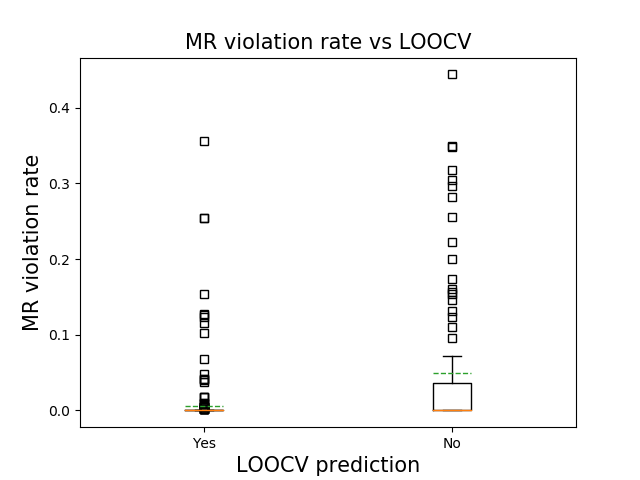 MR violation rate vs LOOCV
MR violation rate
0.4
0.3
0.2
0.1
0.0
Yes
No
LOOCV prediction